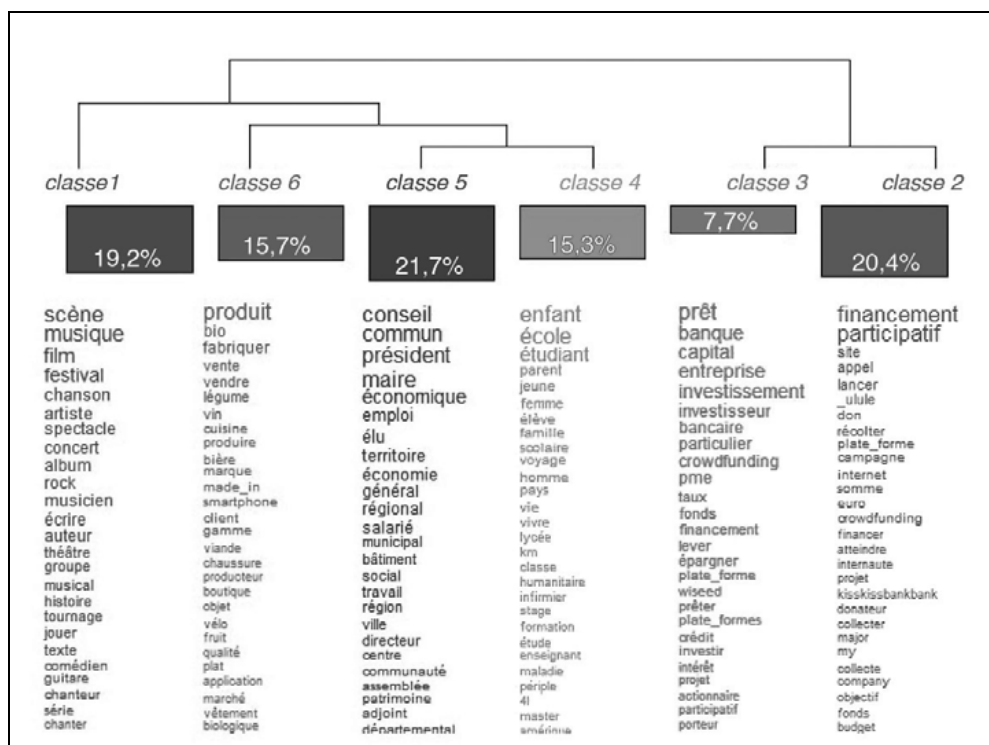 classe1
classe 6
classe 5
classe 4
classe 3
classe 2
19,2%
15,7%
21,7%
15,3%
7,7%
20,4%
scène
musique
film
festival
chanson
artiste
spectacle
concert
album
rock
musicien
écrire
auteur
théâtre
groupe
musical
histoire
tournage
jouer
texte
comédien
guitare
chanteur
série
chanter
produit
bio
fabriquer
vente
vendre
légume
vin
cuisine
produire
bière
marque
made_in
smartphone
client
gamme
viande
chaussure
producteur
boutique
objet
vélo
fruit
qualité
plat
application
marché
vêtement
biologique
conseil
commun
président
maire
économique
emploi
élu
territoire
économie
général
régional
salarié
municipal
bâtiment
social
travail
région
ville
directeur
centre
communauté
assemblée
patrimoine
adjoint
départemental
enfant
école
étudiant
parent
jeune
femme
élève
famille
scolaire
voyage
homme
pays
vie
vivre
lycée
km
classe
humanitaire
infirmier
stage
formation
étude
enseignant
maladie
périple
4l
master
amérique
prêt
banque
capital
entreprise
investissement
investisseur
bancaire
particulier
crowdfunding
pme
taux
fonds
financement
lever
épargner
plate_forme
wiseed
prêter
plate_formes
crédit
investir
intérêt
projet
actionnaire
participatif
porteur
financement
participatif
site
appel
lancer
_ulule
don
récolter
plate_forme
campagne
internet
somme
euro
crowdfunding
financer
atteindre
internaute
projet
kisskissbankbank
donateur
collecter
major
my
collecte
company
objectif
fonds
budget